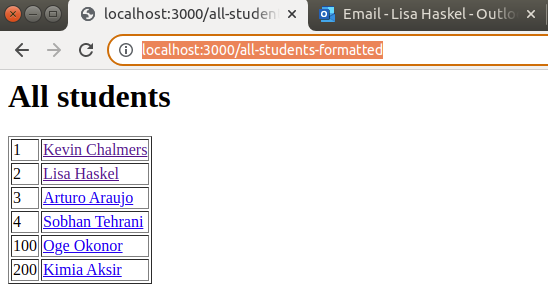 localhost:3000/all-studen
Email - Lisa Haskel - Outlo
localhost:3000/all-students-formatted
All students
1 Kevin Chalmers
2 Lisa Haskel
3 Arturo Araujo
4 Sobhan Tehrani
100 Oge Okonor
200 Kimia Aksir